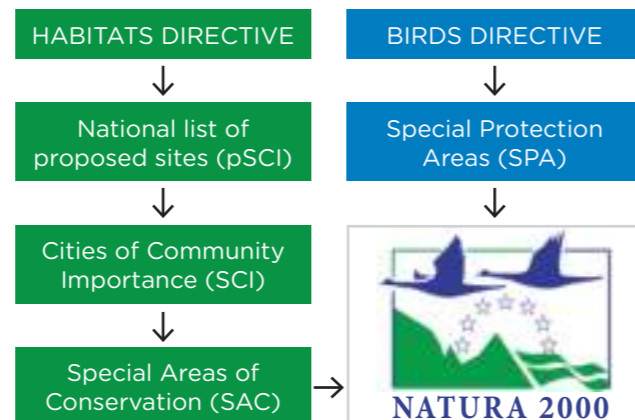 HABITATS DIRECTIVE
National list of
proposed sites (pSCI)
Cities of Community
Importance (SCI)
Special Areas of
Conservation (SAC)
BIRDS DIRECTIVE
Special Protection
Areas (SPA)
NATURA 2000